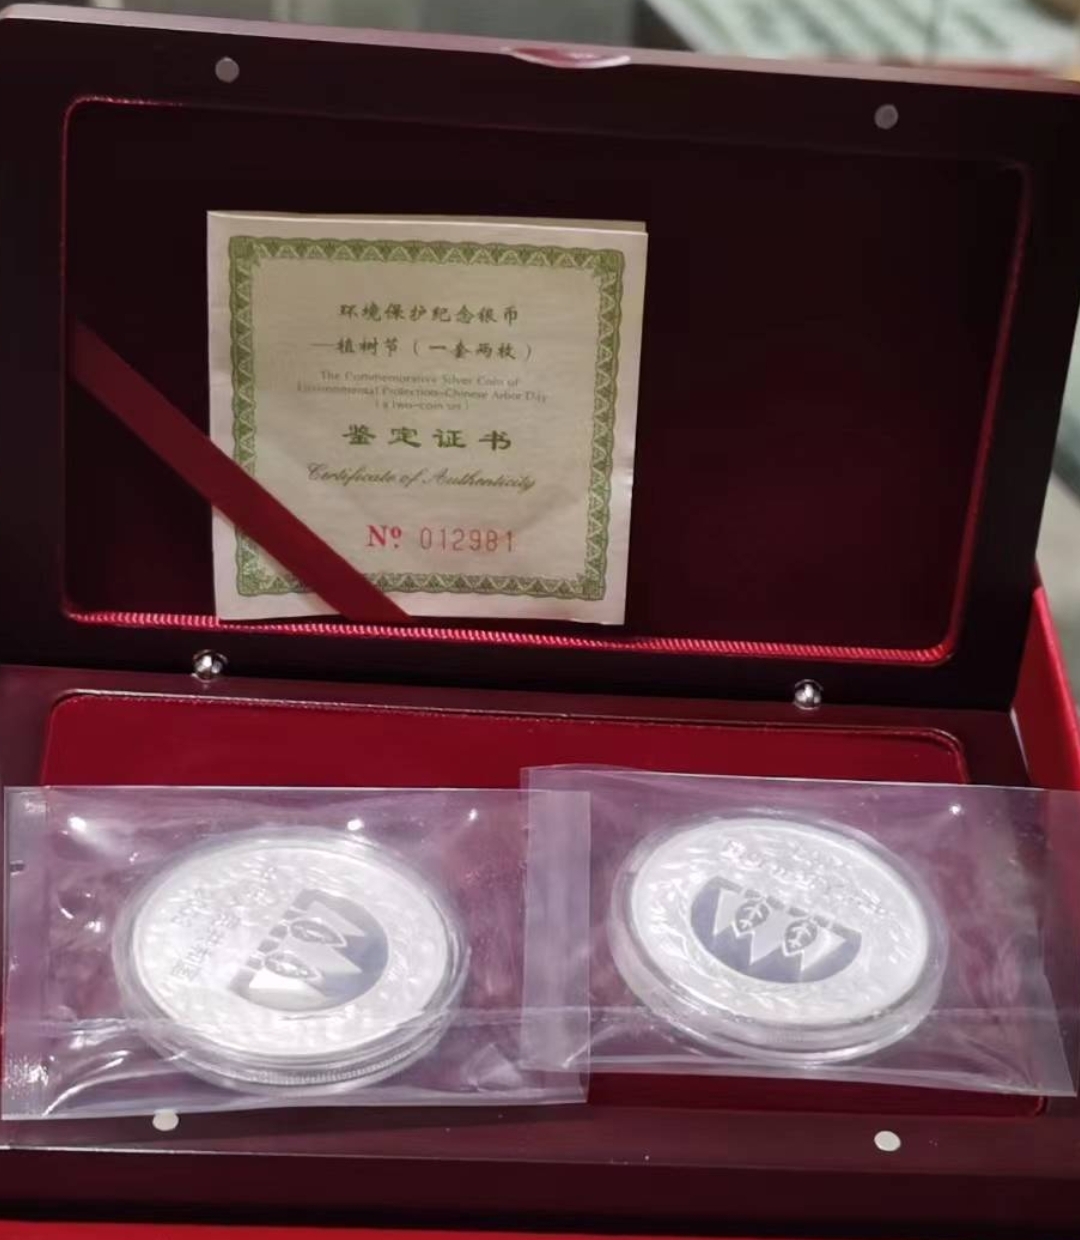 环境保护纪念银币
—植树节（一套两枚）
The Commemorative Silver Coin of
Environmental Protection-Chinese Arbor Day
(a two-coin set)
鉴定证书
Certificate of Authenticity
Nº 012981